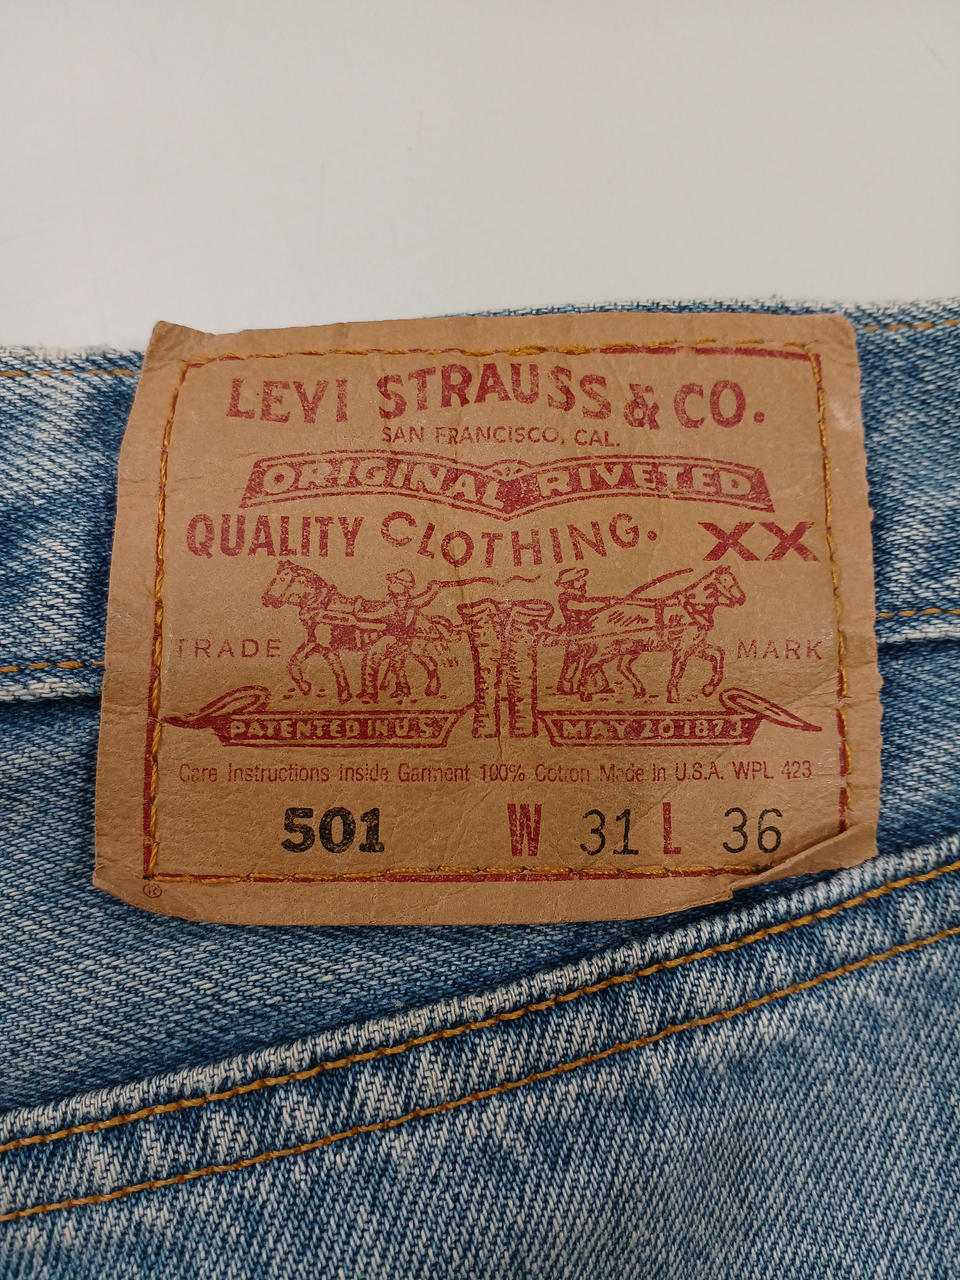 LEVI STRAUSS & CO.
SAN FRANCISCO, CAL.
ORIGINAL RIVETED
QUALITY CLOTHING. XX
TRADE MARK
PATENTED IN U.S. MAY 20 1873
Care Instructions Inside Garment 100% Cotton Made in U.S.A. WPL 423
501 W 31 L 36
®